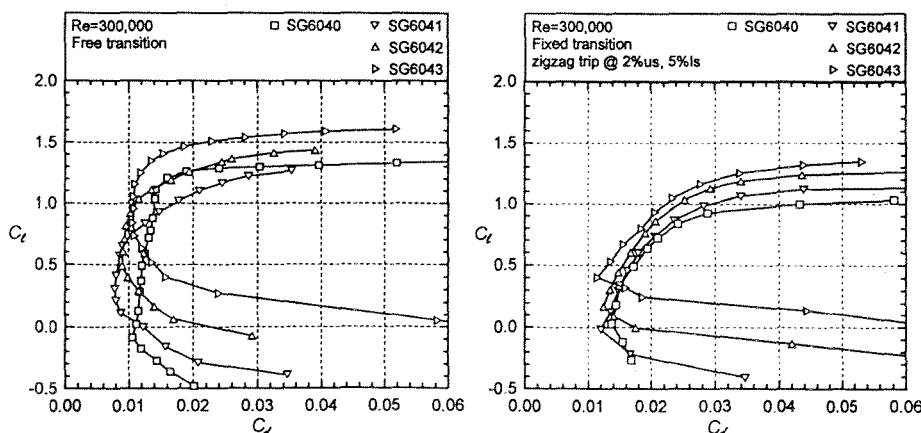 Re=300,000
Free transition
SG6040
SG6041
SG6042
SG6043
2.0
1.5
1.0
0.5
0.0
-0.5
Cℓ
0.00 0.01 0.02 0.03 0.04 0.05 0.06
Cd
Re=300,000
Fixed transition
zigzag trip @ 2%us, 5%ls
SG6040
SG6041
SG6042
SG6043
2.0
1.5
1.0
0.5
0.0
-0.5
Cℓ
0.00 0.01 0.02 0.03 0.04 0.05 0.06
Cd